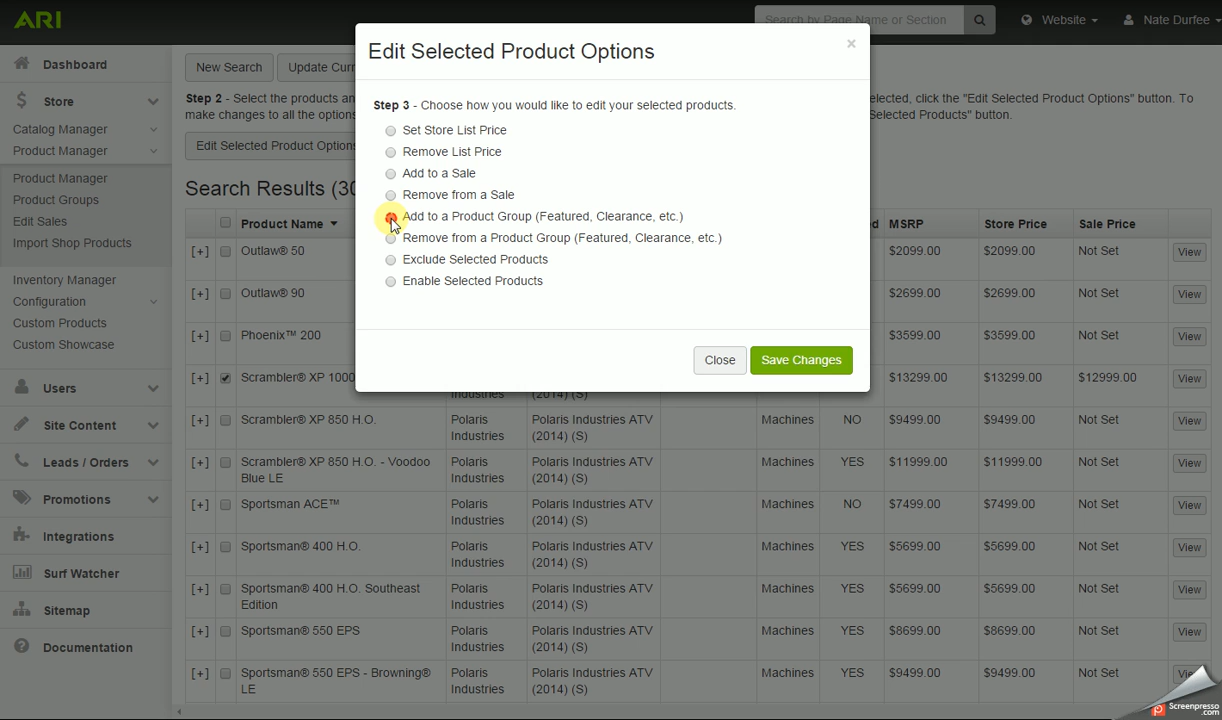 ARI
Search by Page Name or Section
Website
Nate Durfee
Dashboard
Store
Catalog Manager
Product Manager
Product Manager
Product Groups
Edit Sales
Import Shop Products
Inventory Manager
Configuration
Custom Products
Custom Showcase
Users
Site Content
Leads / Orders
Promotions
Integrations
Surf Watcher
Sitemap
Documentation
New Search
Update Curr
Step 2 - Select the products an
elected, click the "Edit Selected Product Options" button. To
make changes to all the options
Selected Products" button.
Edit Selected Product Options
Search Results (30
Edit Selected Product Options
×
Step 3 - Choose how you would like to edit your selected products.
Set Store List Price
Remove List Price
Add to a Sale
Remove from a Sale
Add to a Product Group (Featured, Clearance, etc.)
Remove from a Product Group (Featured, Clearance, etc.)
Exclude Selected Products
Enable Selected Products
Close
Save Changes
Product Name d MSRP Store Price Sale Price
[+] Outlaw® 50 $2099.00 $2099.00 Not Set View
[+] Outlaw® 90 $2699.00 $2699.00 Not Set View
[+] Phoenix™ 200 $3599.00 $3599.00 Not Set View
[+] Scrambler® XP 1000 $13299.00 $13299.00 $12999.00 View
Industries (2014) (S)
[+] Scrambler® XP 850 H.O. Polaris Polaris Industries ATV Machines NO $9499.00 $9499.00 Not Set View
Industries (2014) (S)
[+] Scrambler® XP 850 H.O. - Voodoo Polaris Polaris Industries ATV Machines YES $11999.00 $11999.00 Not Set View
Blue LE Industries (2014) (S)
[+] Sportsman ACE™ Polaris Polaris Industries ATV Machines NO $7499.00 $7499.00 Not Set View
Industries (2014) (S)
[+] Sportsman® 400 H.O. Polaris Polaris Industries ATV Machines YES $5699.00 $5699.00 Not Set View
Industries (2014) (S)
[+] Sportsman® 400 H.O. Southeast Polaris Polaris Industries ATV Machines YES $5699.00 $5699.00 Not Set View
Edition Industries (2014) (S)
[+] Sportsman® 550 EPS Polaris Polaris Industries ATV Machines YES $8699.00 $8699.00 Not Set View
Industries (2014) (S)
[+] Sportsman® 550 EPS - Browning® Polaris Polaris Industries ATV Machines YES $9499.00 $9499.00 Not Set
LE Industries (2014) (S)
Screenpresso
.com